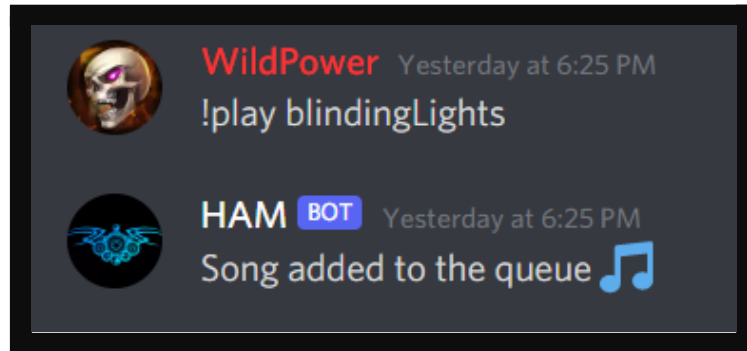 WildPower Yesterday at 6:25 PM
!play blindingLights
HAM BOT Yesterday at 6:25 PM
Song added to the queue 🎵